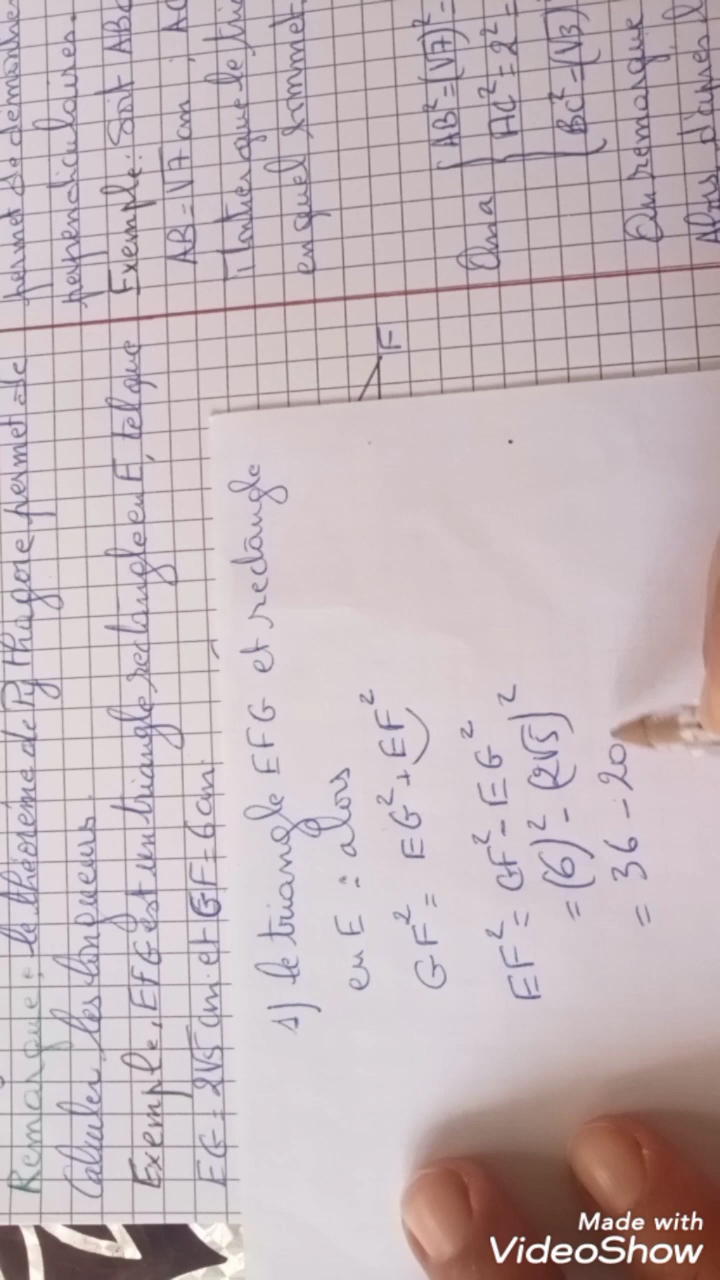 Remarque: le théorème de Pythagore permet de
Calculer les longueurs.
Exemple, EFG est un triangle rectangle en E, tel que
EG = 2√5 cm et GF = 6 cm.
F
1) le triangle EFG et rectangle
en E : alors
GF² = EG² + EF²
EF² = GF² - EG²
= (6)² - (2√5)²
= 36 - 20
permet de démontre
perpendiculaires.
Exemple: Soit ABC
AB = √7 cm , AC
que le tri
en quel sommet.
On a { AB² = (√7)² =
AC² = 2² =
BC² = (√3)
On remarque
Alors d'après l
Made with
VideoShow